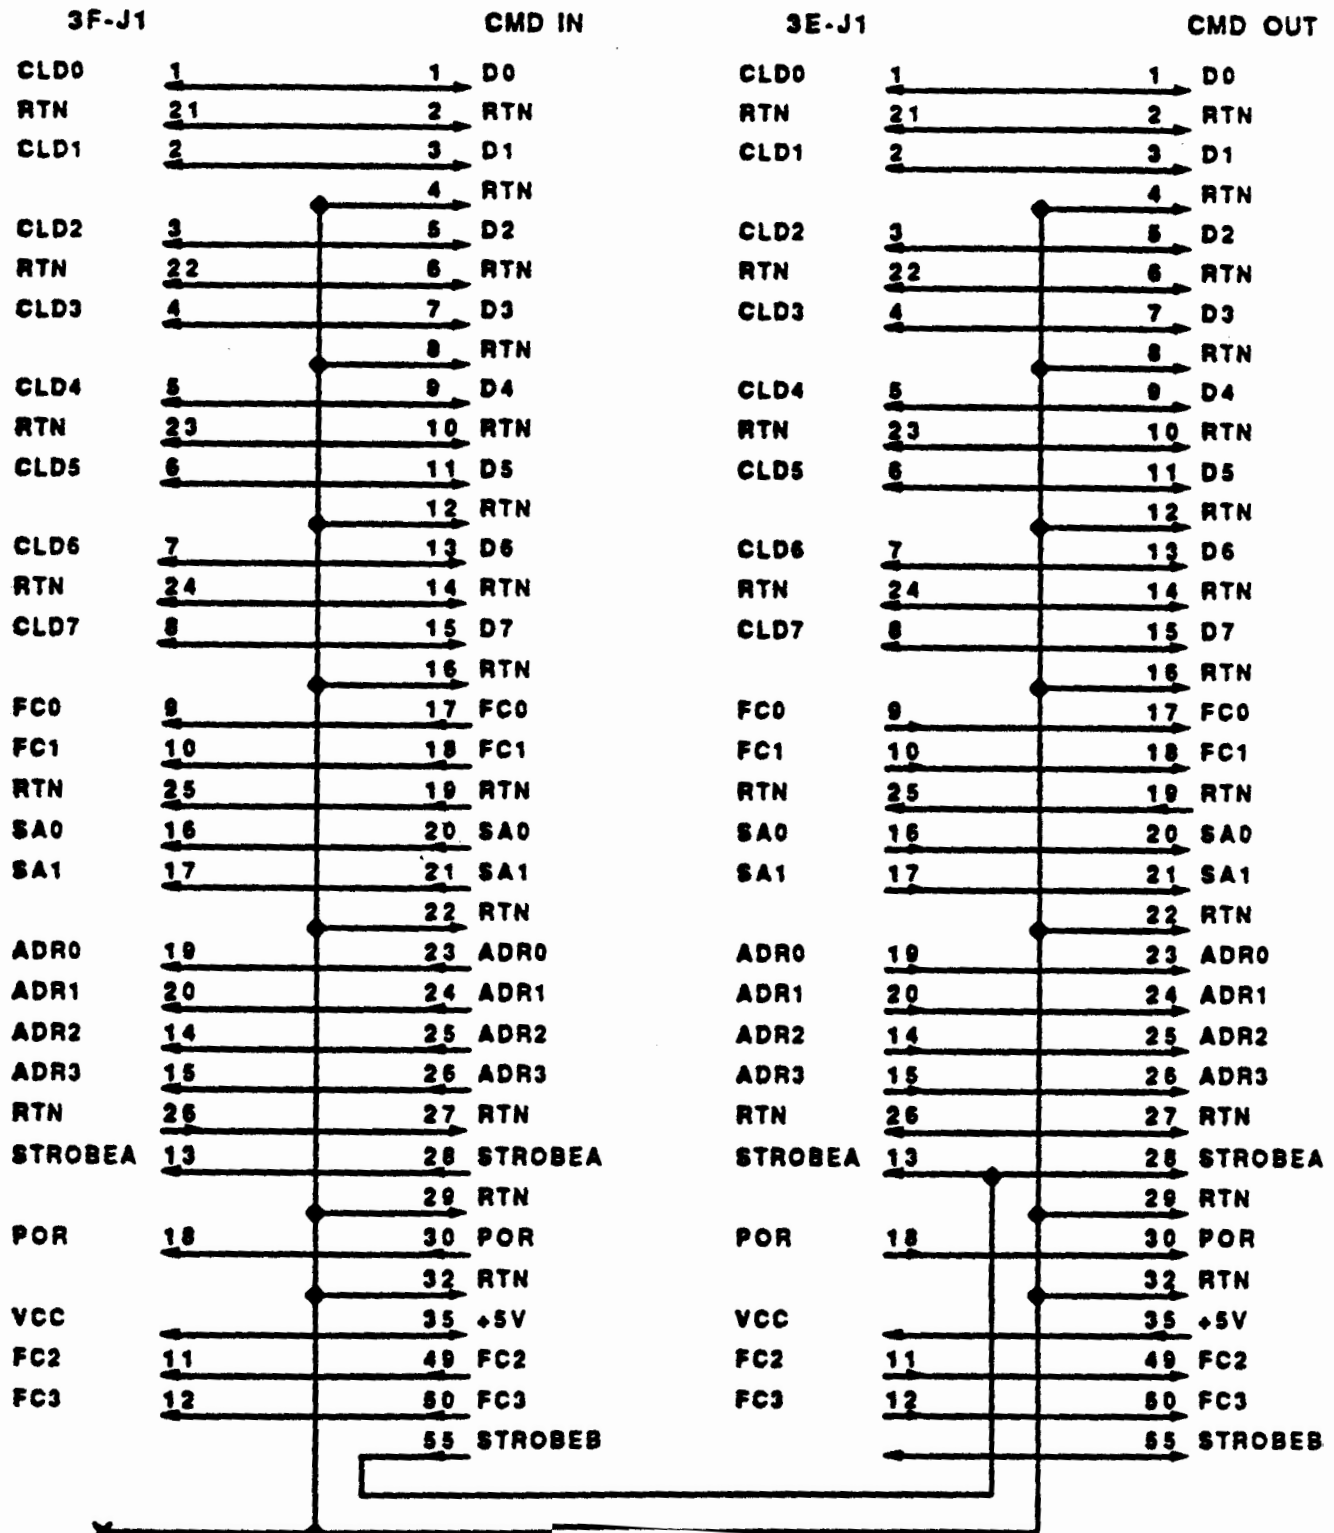 3F-J1 CMD IN 3E-J1 CMD OUT
CLD0 1 1 D0 CLD0 1 1 D0
RTN 21 2 RTN RTN 21 2 RTN
CLD1 2 3 D1 CLD1 2 3 D1
4 RTN 4 RTN
CLD2 3 5 D2 CLD2 3 5 D2
RTN 22 6 RTN RTN 22 6 RTN
CLD3 4 7 D3 CLD3 4 7 D3
8 RTN 8 RTN
CLD4 5 9 D4 CLD4 5 9 D4
RTN 23 10 RTN RTN 23 10 RTN
CLD5 6 11 D5 CLD5 6 11 D5
12 RTN 12 RTN
CLD6 7 13 D6 CLD6 7 13 D6
RTN 24 14 RTN RTN 24 14 RTN
CLD7 8 15 D7 CLD7 8 15 D7
16 RTN 16 RTN
FC0 9 17 FC0 FC0 9 17 FC0
FC1 10 18 FC1 FC1 10 18 FC1
RTN 25 19 RTN RTN 25 19 RTN
SA0 16 20 SA0 SA0 16 20 SA0
SA1 17 21 SA1 SA1 17 21 SA1
22 RTN 22 RTN
ADR0 19 23 ADR0 ADR0 19 23 ADR0
ADR1 20 24 ADR1 ADR1 20 24 ADR1
ADR2 14 25 ADR2 ADR2 14 25 ADR2
ADR3 15 26 ADR3 ADR3 15 26 ADR3
RTN 26 27 RTN RTN 26 27 RTN
STROBEA 13 28 STROBEA STROBEA 13 28 STROBEA
29 RTN 29 RTN
POR 18 30 POR POR 18 30 POR
32 RTN 32 RTN
VCC 35 +5V VCC 35 +5V
FC2 11 49 FC2 FC2 11 49 FC2
FC3 12 50 FC3 FC3 12 50 FC3
55 STROBEB 55 STROBEB